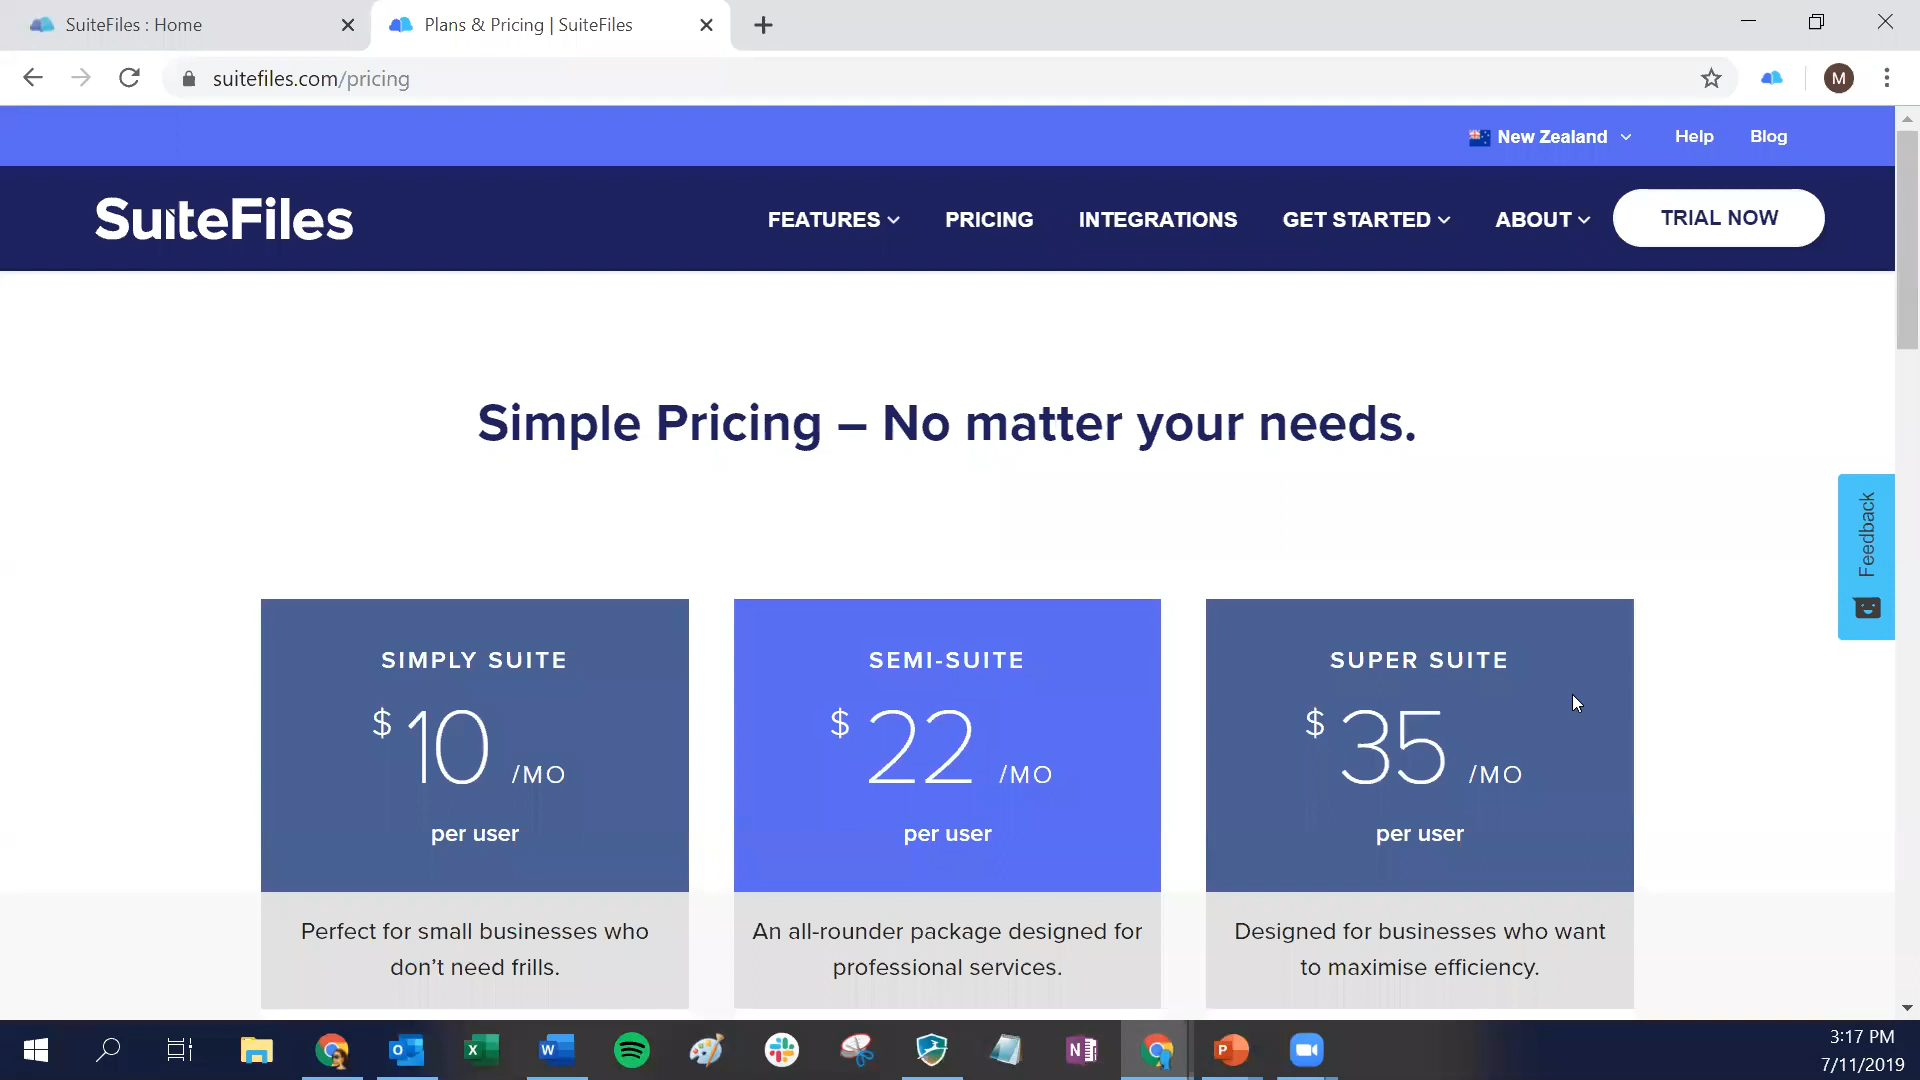 SuiteFiles : Home
Plans & Pricing | SuiteFiles
suitefiles.com/pricing
M
New Zealand
Help
Blog
SuiteFiles
FEATURES
PRICING
INTEGRATIONS
GET STARTED
ABOUT
TRIAL NOW
Simple Pricing – No matter your needs.
Feedback
SIMPLY SUITE
$ 10 /MO
per user
Perfect for small businesses who
don't need frills.
SEMI-SUITE
$ 22 /MO
per user
An all-rounder package designed for
professional services.
SUPER SUITE
$ 35 /MO
per user
Designed for businesses who want
to maximise efficiency.
3:17 PM
7/11/2019